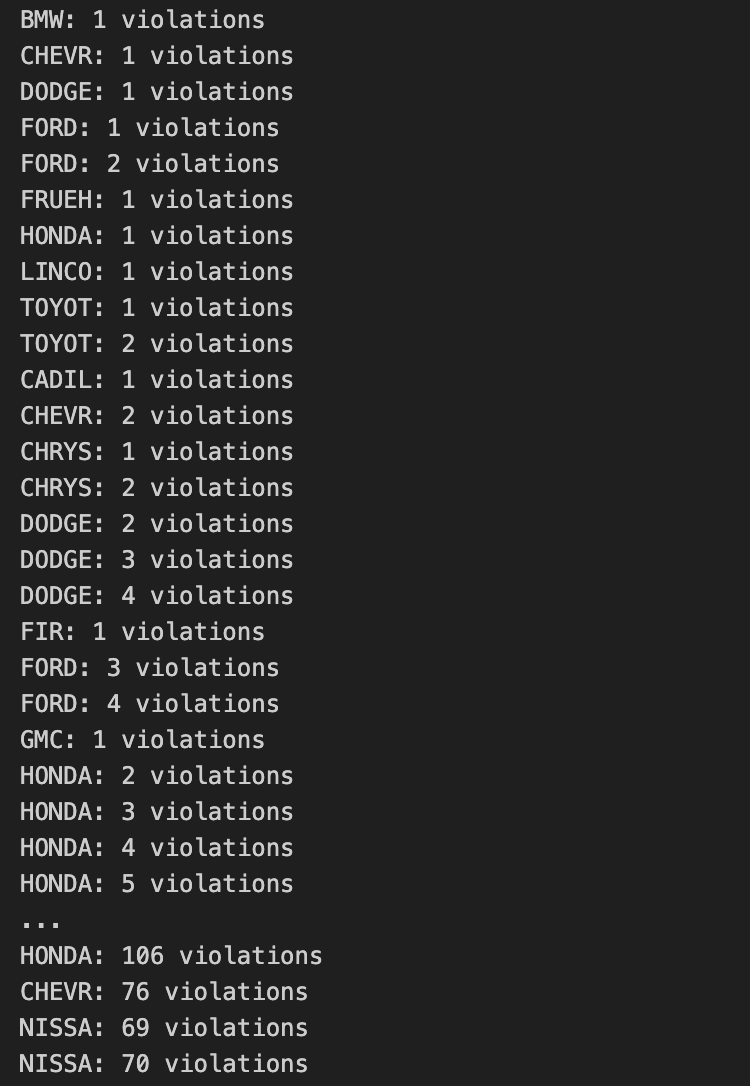 BMW: 1 violations
CHEVR: 1 violations
DODGE: 1 violations
FORD: 1 violations
FORD: 2 violations
FRUEH: 1 violations
HONDA: 1 violations
LINCO: 1 violations
TOYOT: 1 violations
TOYOT: 2 violations
CADIL: 1 violations
CHEVR: 2 violations
CHRYS: 1 violations
CHRYS: 2 violations
DODGE: 2 violations
DODGE: 3 violations
DODGE: 4 violations
FIR: 1 violations
FORD: 3 violations
FORD: 4 violations
GMC: 1 violations
HONDA: 2 violations
HONDA: 3 violations
HONDA: 4 violations
HONDA: 5 violations
...
HONDA: 106 violations
CHEVR: 76 violations
NISSA: 69 violations
NISSA: 70 violations